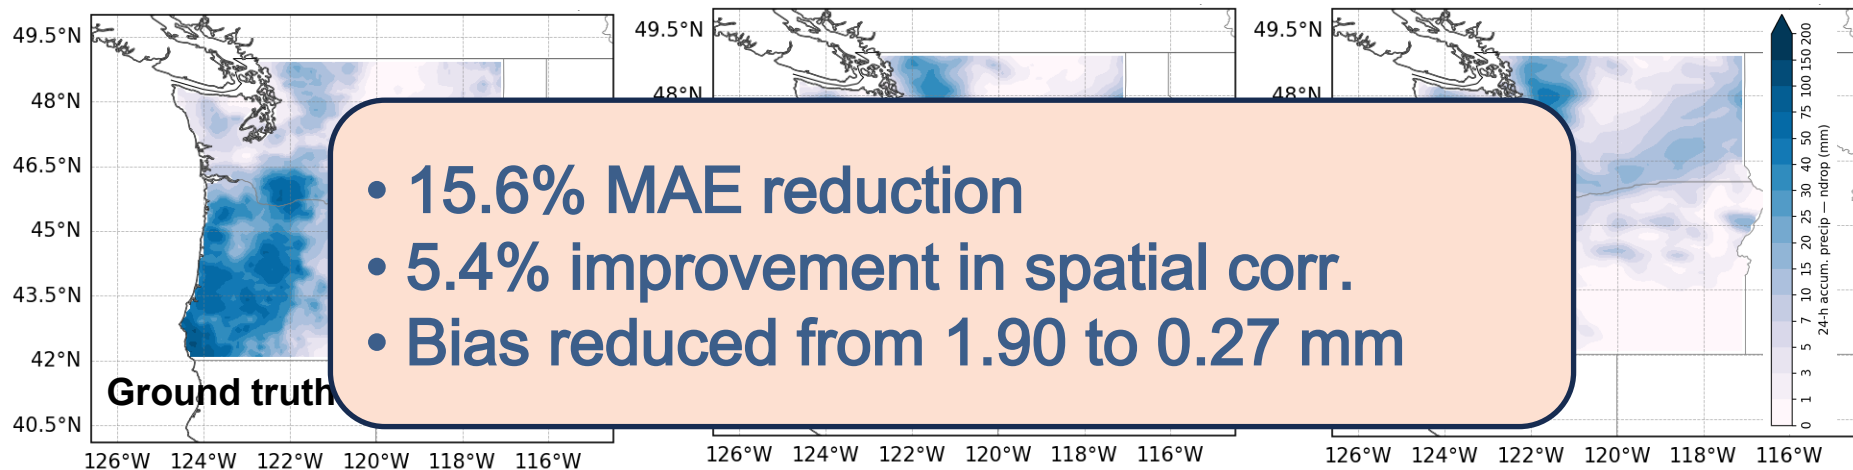 49.5°N
48°N
46.5°N
45°N
43.5°N
42°N
40.5°N
126°W 124°W 122°W 120°W 118°W 116°W
Ground truth
49.5°N
48°N
126°W 124°W 122°W 120°W 118°W 116°W
49.5°N
48°N
126°W 124°W 122°W 120°W 118°W
• 15.6% MAE reduction
• 5.4% improvement in spatial corr.
• Bias reduced from 1.90 to 0.27 mm
0 1 3 5 7 10 15 20 25 30 40 50 75 100 150 200
24-h accum. precip — ndrop (mm)